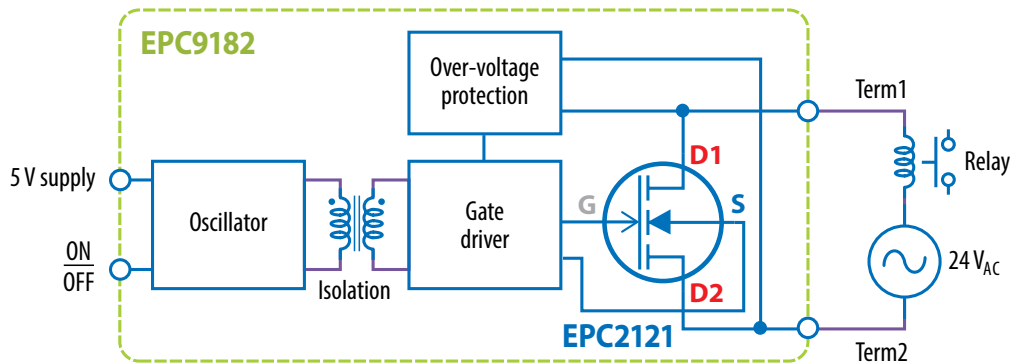 EPC9182
Over-voltage
protection
Term1
D1
Relay
5 V supply
Oscillator
Gate
driver
G
S
ON
OFF
Isolation
24 VAC
D2
EPC2121
Term2